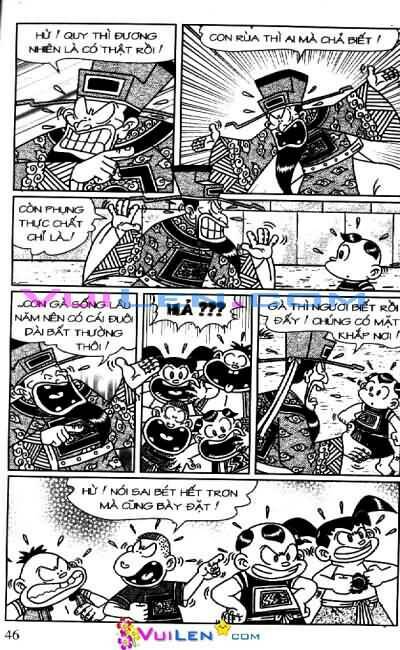 HỪ! QUY THÌ ĐƯƠNG
NHIÊN LÀ CÓ THẬT RỒI!
CON RÙA THÌ AI MÀ CHẢ BIẾT!
CÒN PHỤNG
THỰC CHẤT
CHỈ LÀ...!
...CON GÀ SỐNG LÂU
NĂM NÊN CÓ CÁI ĐUÔI
DÀI BẤT THƯỜNG
THÔI!
HẢ???
GÀ THÌ NGƯƠI BIẾT RỒI
ĐẤY! CHÚNG CÓ MẶT
KHẮP NƠI!
VUILEN.COM
HỪ! NÓI SAI BÉT HẾT TRƠN
MÀ CŨNG BÀY ĐẶT!
46
VUILEN.COM